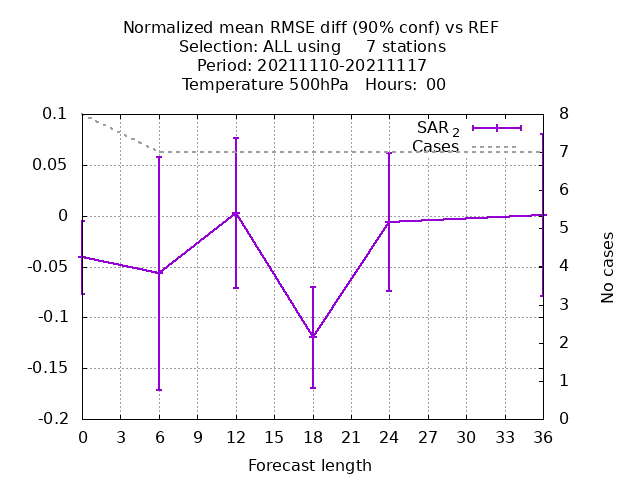 Normalized mean RMSE diff (90% conf) vs REF
Selection: ALL using     7 stations
Period: 20211110-20211117
Temperature 500hPa   Hours:  00
0.1
0.05
0
-0.05
-0.1
-0.15
-0.2
SAR 2
Cases
8
7
6
5
4
3
2
1
0
No cases
0 3 6 9 12 15 18 21 24 27 30 33 36
Forecast length